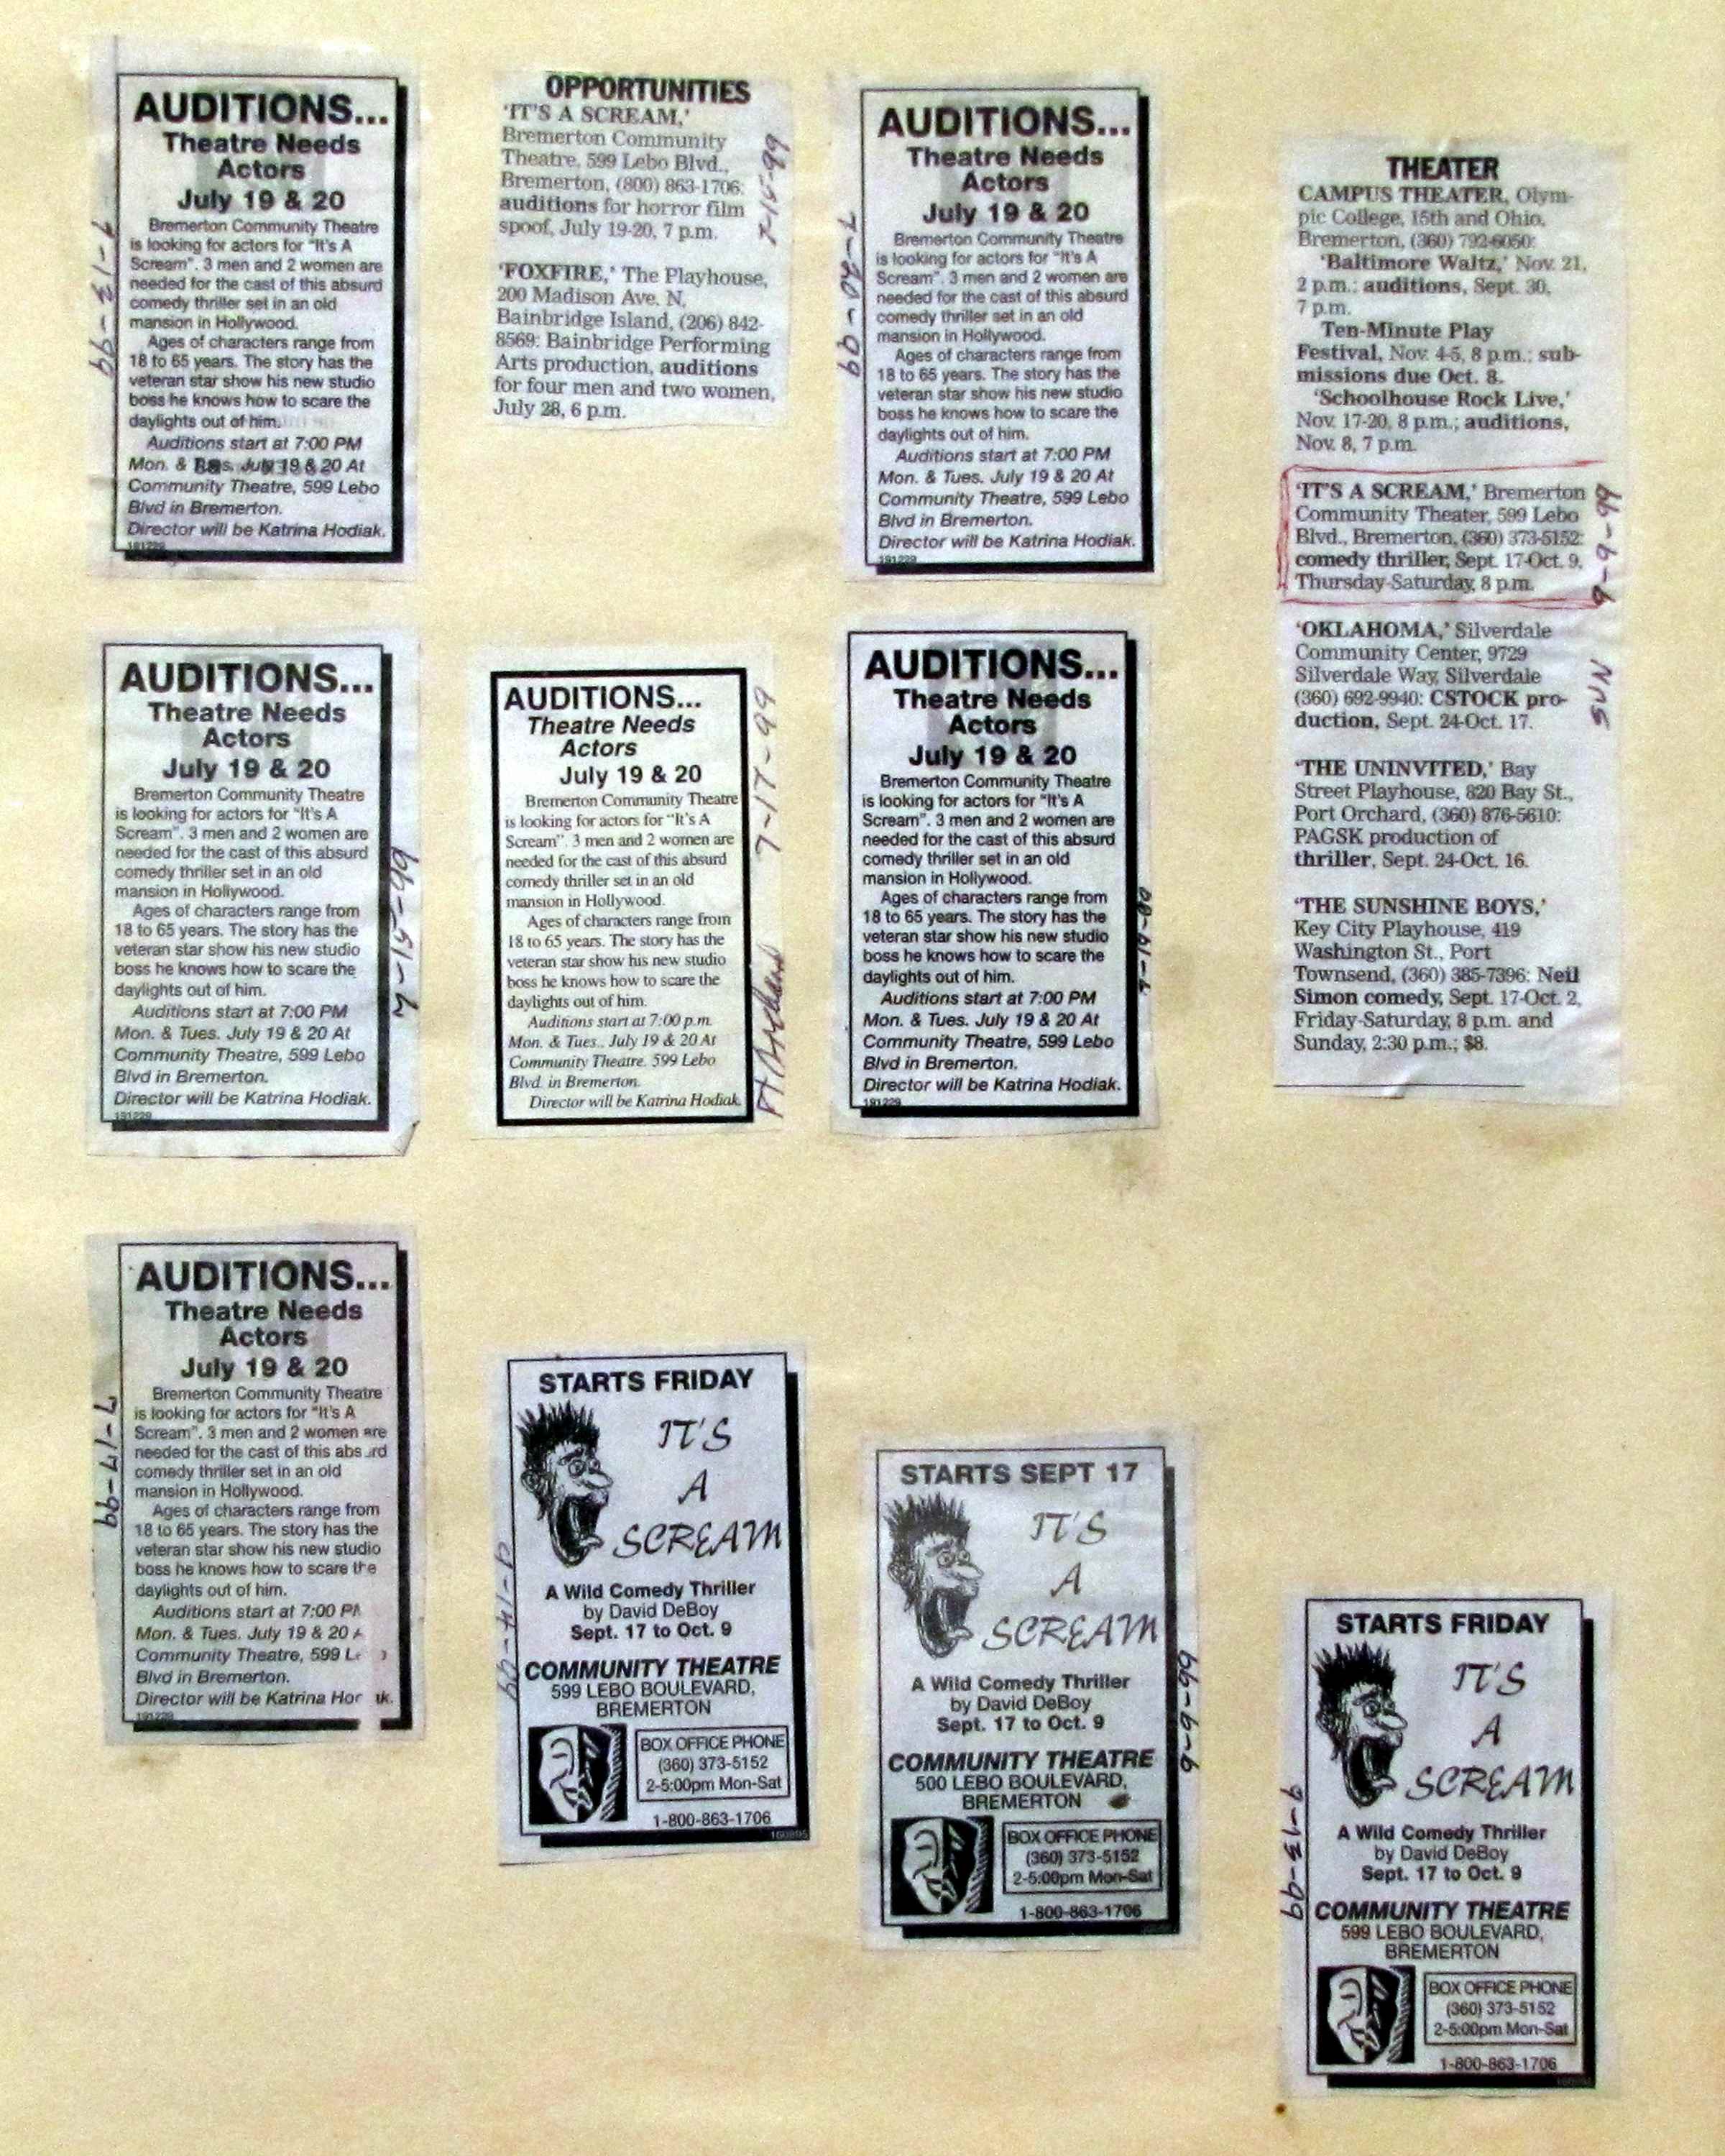 AUDITIONS...
Theatre Needs
Actors
July 19 & 20
Bremerton Community Theatre
is looking for actors for "It's A
Scream". 3 men and 2 women are
needed for the cast of this absurd
comedy thriller set in an old
mansion in Hollywood.
Ages of characters range from
18 to 65 years. The story has the
veteran star show his new studio
boss he knows how to scare the
daylights out of him.
Auditions start at 7:00 PM
Mon. & Tues. July 19 & 20 At
Community Theatre, 599 Lebo
Blvd in Bremerton.
Director will be Katrina Hodiak.
191229
7-13-99
OPPORTUNITIES
'IT'S A SCREAM,'
Bremerton Community
Theatre, 599 Lebo Blvd.,
Bremerton, (800) 863-1706:
auditions for horror film
spoof, July 19-20, 7 p.m.
'FOXFIRE,' The Playhouse,
200 Madison Ave. N,
Bainbridge Island, (206) 842-
8569: Bainbridge Performing
Arts production, auditions
for four men and two women,
July 28, 6 p.m.
7-15-99
AUDITIONS...
Theatre Needs
Actors
July 19 & 20
Bremerton Community Theatre
is looking for actors for "It's A
Scream". 3 men and 2 women are
needed for the cast of this absurd
comedy thriller set in an old
mansion in Hollywood.
Ages of characters range from
18 to 65 years. The story has the
veteran star show his new studio
boss he knows how to scare the
daylights out of him.
Auditions start at 7:00 PM
Mon. & Tues. July 19 & 20 At
Community Theatre, 599 Lebo
Blvd in Bremerton.
Director will be Katrina Hodiak.
191229
7-20-99
THEATER
CAMPUS THEATER, Olym-
pic College, 15th and Ohio,
Bremerton, (360) 792-6050:
'Baltimore Waltz,' Nov. 21,
2 p.m.; auditions, Sept. 30,
7 p.m.
Ten-Minute Play
Festival, Nov. 4-5, 8 p.m.; sub-
missions due Oct. 8.
'Schoolhouse Rock Live,'
Nov. 17-20, 8 p.m.; auditions,
Nov. 8, 7 p.m.
'IT'S A SCREAM,' Bremerton
Community Theater, 599 Lebo
Blvd., Bremerton, (360) 373-5152:
comedy thriller, Sept. 17-Oct. 9,
Thursday-Saturday, 8 p.m.
'OKLAHOMA,' Silverdale
Community Center, 9729
Silverdale Way, Silverdale
(360) 692-9940: CSTOCK pro-
duction, Sept. 24-Oct. 17.
'THE UNINVITED,' Bay
Street Playhouse, 820 Bay St.,
Port Orchard, (360) 876-5610:
PAGSK production of
thriller, Sept. 24-Oct. 16.
'THE SUNSHINE BOYS,'
Key City Playhouse, 419
Washington St., Port
Townsend, (360) 385-7396: Neil
Simon comedy, Sept. 17-Oct. 2,
Friday-Saturday, 8 p.m. and
Sunday, 2:30 p.m.; $8.
SUN 9-9-99
AUDITIONS...
Theatre Needs
Actors
July 19 & 20
Bremerton Community Theatre
is looking for actors for "It's A
Scream". 3 men and 2 women are
needed for the cast of this absurd
comedy thriller set in an old
mansion in Hollywood.
Ages of characters range from
18 to 65 years. The story has the
veteran star show his new studio
boss he knows how to scare the
daylights out of him.
Auditions start at 7:00 PM
Mon. & Tues. July 19 & 20 At
Community Theatre, 599 Lebo
Blvd in Bremerton.
Director will be Katrina Hodiak.
191229
7-15-99
AUDITIONS...
Theatre Needs
Actors
July 19 & 20
Bremerton Community Theatre
is looking for actors for "It's A
Scream". 3 men and 2 women are
needed for the cast of this absurd
comedy thriller set in an old
mansion in Hollywood.
Ages of characters range from
18 to 65 years. The story has the
veteran star show his new studio
boss he knows how to scare the
daylights out of him.
Auditions start at 7:00 p.m.
Mon. & Tues. July 19 & 20 At
Community Theatre. 599 Lebo
Blvd. in Bremerton.
Director will be Katrina Hodiak.
7-17-99
AUDITIONS...
Theatre Needs
Actors
July 19 & 20
Bremerton Community Theatre
is looking for actors for "It's A
Scream". 3 men and 2 women are
needed for the cast of this absurd
comedy thriller set in an old
mansion in Hollywood.
Ages of characters range from
18 to 65 years. The story has the
veteran star show his new studio
boss he knows how to scare the
daylights out of him.
Auditions start at 7:00 PM
Mon. & Tues. July 19 & 20 At
Community Theatre, 599 Lebo
Blvd in Bremerton.
Director will be Katrina Hodiak.
191229
AUDITIONS...
Theatre Needs
Actors
July 19 & 20
Bremerton Community Theatre
is looking for actors for "It's A
Scream". 3 men and 2 women are
needed for the cast of this abs rd
comedy thriller set in an old
mansion in Hollywood.
Ages of characters range from
18 to 65 years. The story has the
veteran star show his new studio
boss he knows how to scare the
daylights out of him.
Auditions start at 7:00 P
Mon. & Tues. July 19 & 20
Community Theatre, 599 L
Blvd in Bremerton.
Director will be Katrina Ho
191229
7-17-99
STARTS FRIDAY
IT'S
A
SCREAM
A Wild Comedy Thriller
by David DeBoy
Sept. 17 to Oct. 9
COMMUNITY THEATRE
599 LEBO BOULEVARD,
BREMERTON
BOX OFFICE PHONE
(360) 373-5152
2-5:00pm Mon-Sat
1-800-863-1706
9-14-99
STARTS SEPT 17
IT'S
A
SCREAM
A Wild Comedy Thriller
by David DeBoy
Sept. 17 to Oct. 9
COMMUNITY THEATRE
500 LEBO BOULEVARD,
BREMERTON
BOX OFFICE PHONE
(360) 373-5152
2-5:00pm Mon-Sat
1-800-863-1706
9-9-99
STARTS FRIDAY
IT'S
A
SCREAM
A Wild Comedy Thriller
by David DeBoy
Sept. 17 to Oct. 9
COMMUNITY THEATRE
599 LEBO BOULEVARD,
BREMERTON
BOX OFFICE PHONE
(360) 373-5152
2-5:00pm Mon-Sat
1-800-863-1706
9-13-99